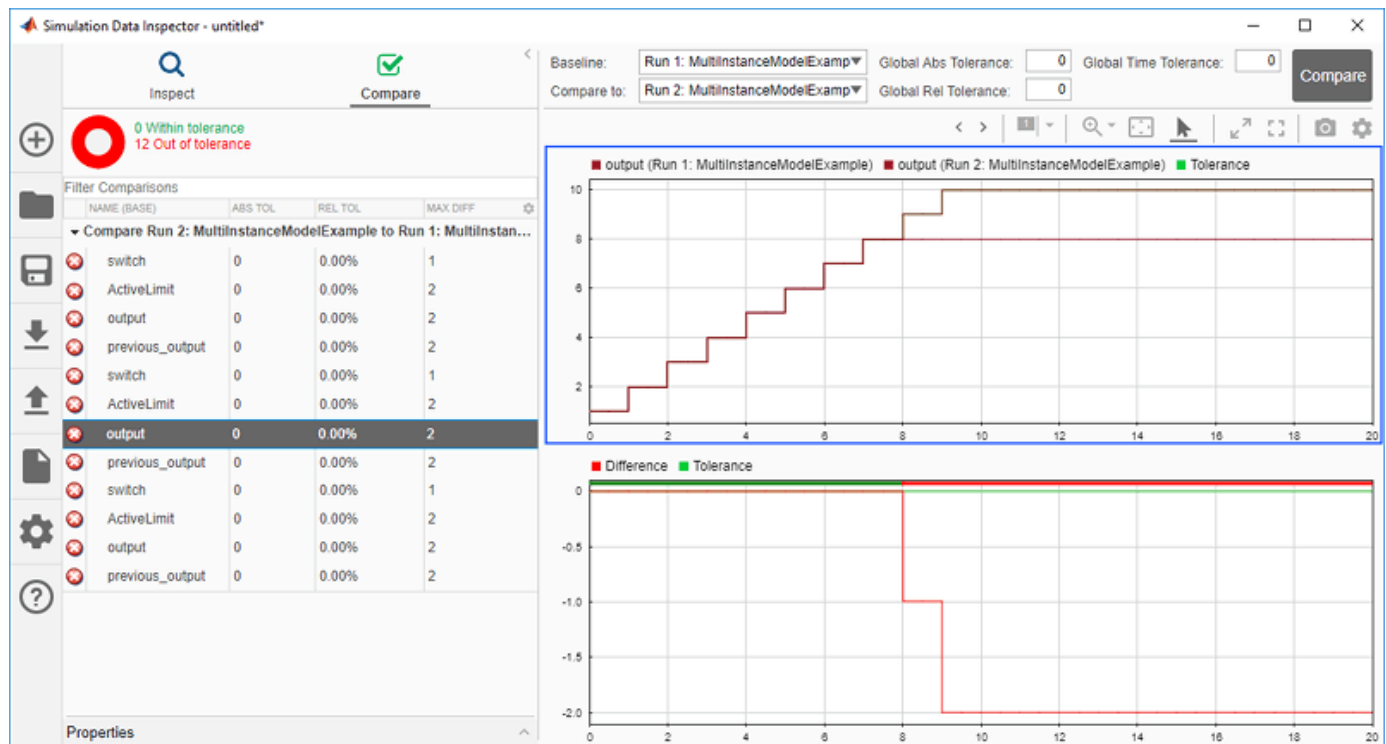 Simulation Data Inspector - untitled*
Inspect
Compare
Baseline: Run 1: MultiInstanceModelExamp Global Abs Tolerance: 0 Global Time Tolerance: 0
Compare
Compare to: Run 2: MultiInstanceModelExamp Global Rel Tolerance: 0
0 Within tolerance
12 Out of tolerance
Filter Comparisons
NAME (BASE) ABS TOL REL TOL MAX DIFF
Compare Run 2: MultiInstanceModelExample to Run 1: MultiInstan...
switch 0 0.00% 1
ActiveLimit 0 0.00% 2
output 0 0.00% 2
previous_output 0 0.00% 2
switch 0 0.00% 1
ActiveLimit 0 0.00% 2
output 0 0.00% 2
previous_output 0 0.00% 2
switch 0 0.00% 1
ActiveLimit 0 0.00% 2
output 0 0.00% 2
previous_output 0 0.00% 2
Properties
1
output (Run 1: MultiInstanceModelExample) output (Run 2: MultiInstanceModelExample) Tolerance
10
8
6
4
2
0 2 4 6 8 10 12 14 16 18 20
Difference Tolerance
0
-0.5
-1.0
-1.5
-2.0
0 2 4 6 8 10 12 14 16 18 20